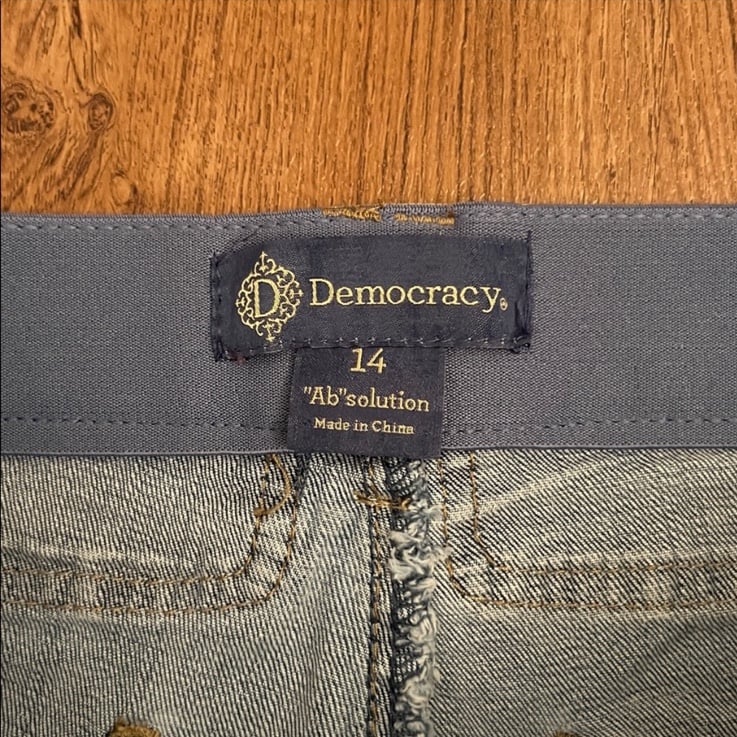 D Democracy®
14
"Ab"solution
Made in China